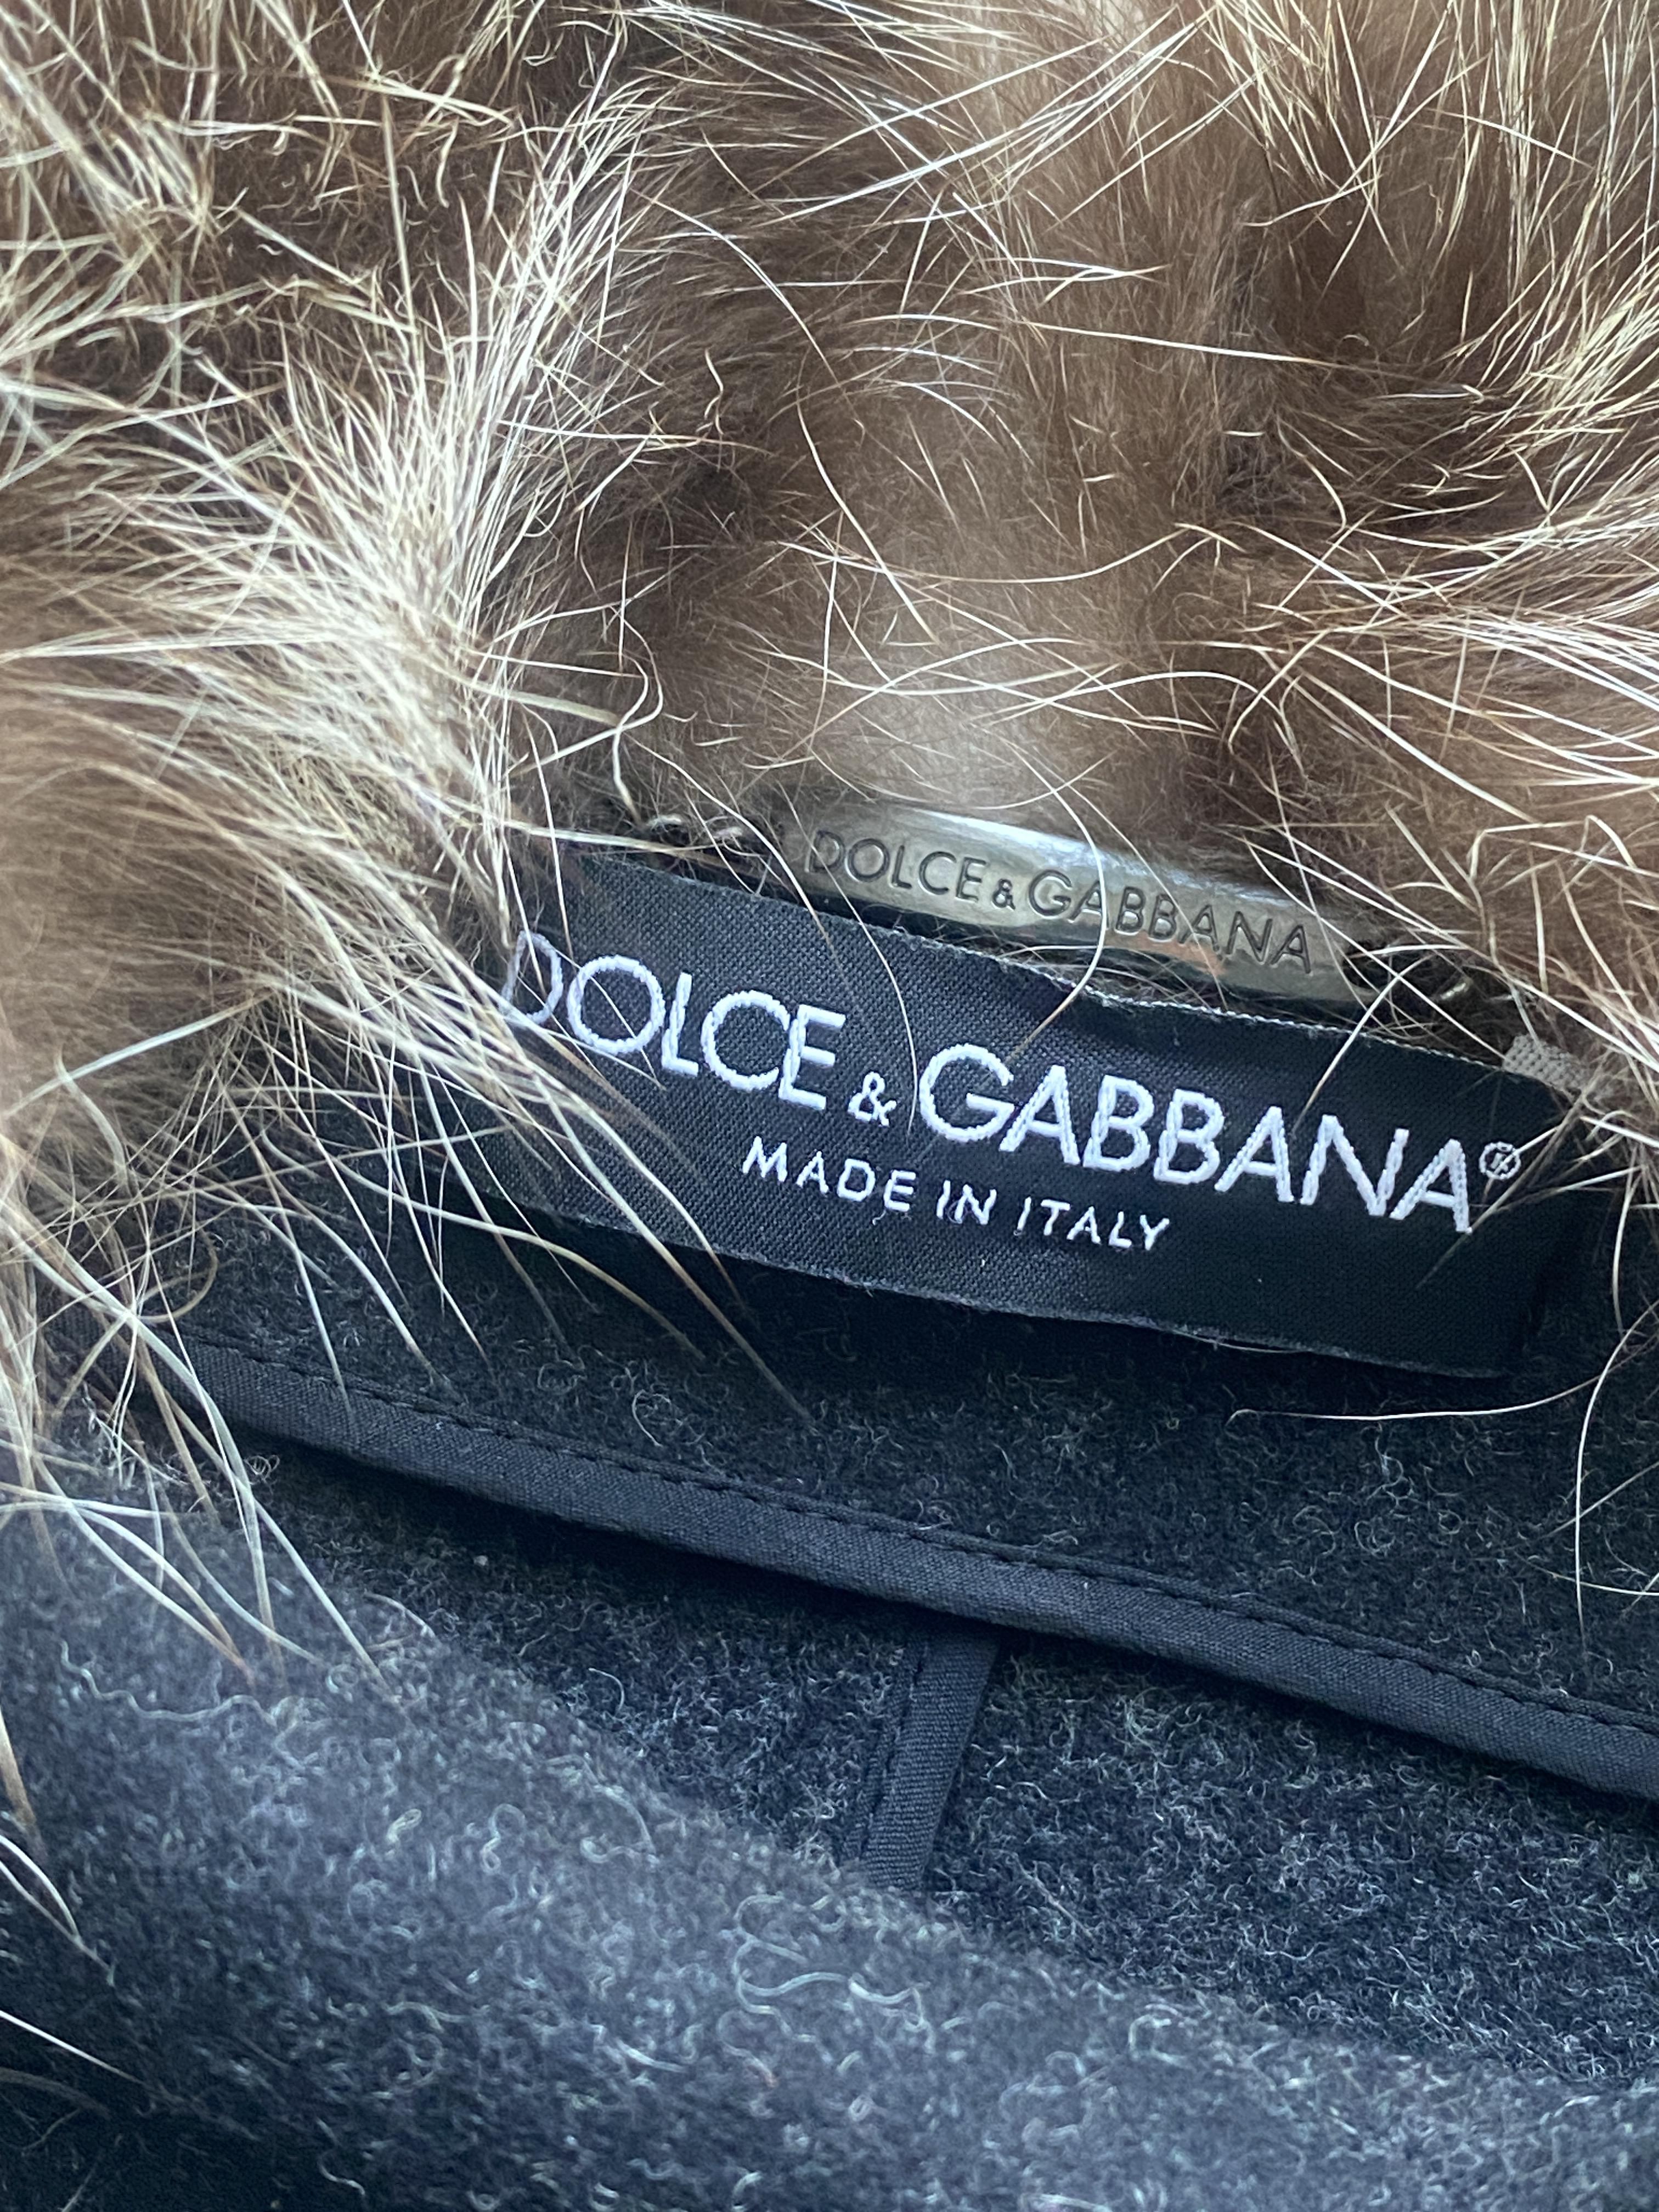 DOLCE & GABBANA
DOLCE & GABBANA®
MADE IN ITALY